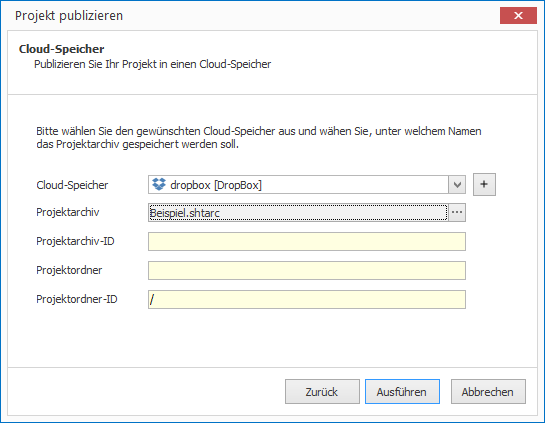 Projekt publizieren
Cloud-Speicher
Publizieren Sie Ihr Projekt in einen Cloud-Speicher
Bitte wählen Sie den gewünschten Cloud-Speicher aus und wähen Sie, unter welchem Namen
das Projektarchiv gespeichert werden soll.
Cloud-Speicher dropbox [DropBox] +
Projektarchiv Beispiel.shtarc ...
Projektarchiv-ID
Projektordner
Projektordner-ID /
Zurück Ausführen Abbrechen